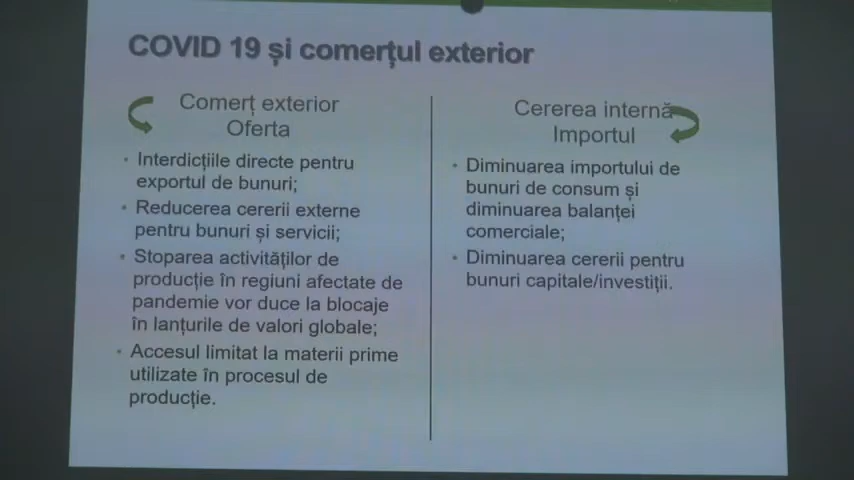 COVID 19 și comerțul exterior
Comerț exterior
Oferta
• Interdicțiile directe pentru
exportul de bunuri;
• Reducerea cererii externe
pentru bunuri și servicii;
• Stoparea activităților de
producție în regiuni afectate de
pandemie vor duce la blocaje
în lanțurile de valori globale;
• Accesul limitat la materii prime
utilizate în procesul de
producție.
Cererea internă
Importul
• Diminuarea importului de
bunuri de consum și
diminuarea balanței
comerciale;
• Diminuarea cererii pentru
bunuri capitale/investiții.